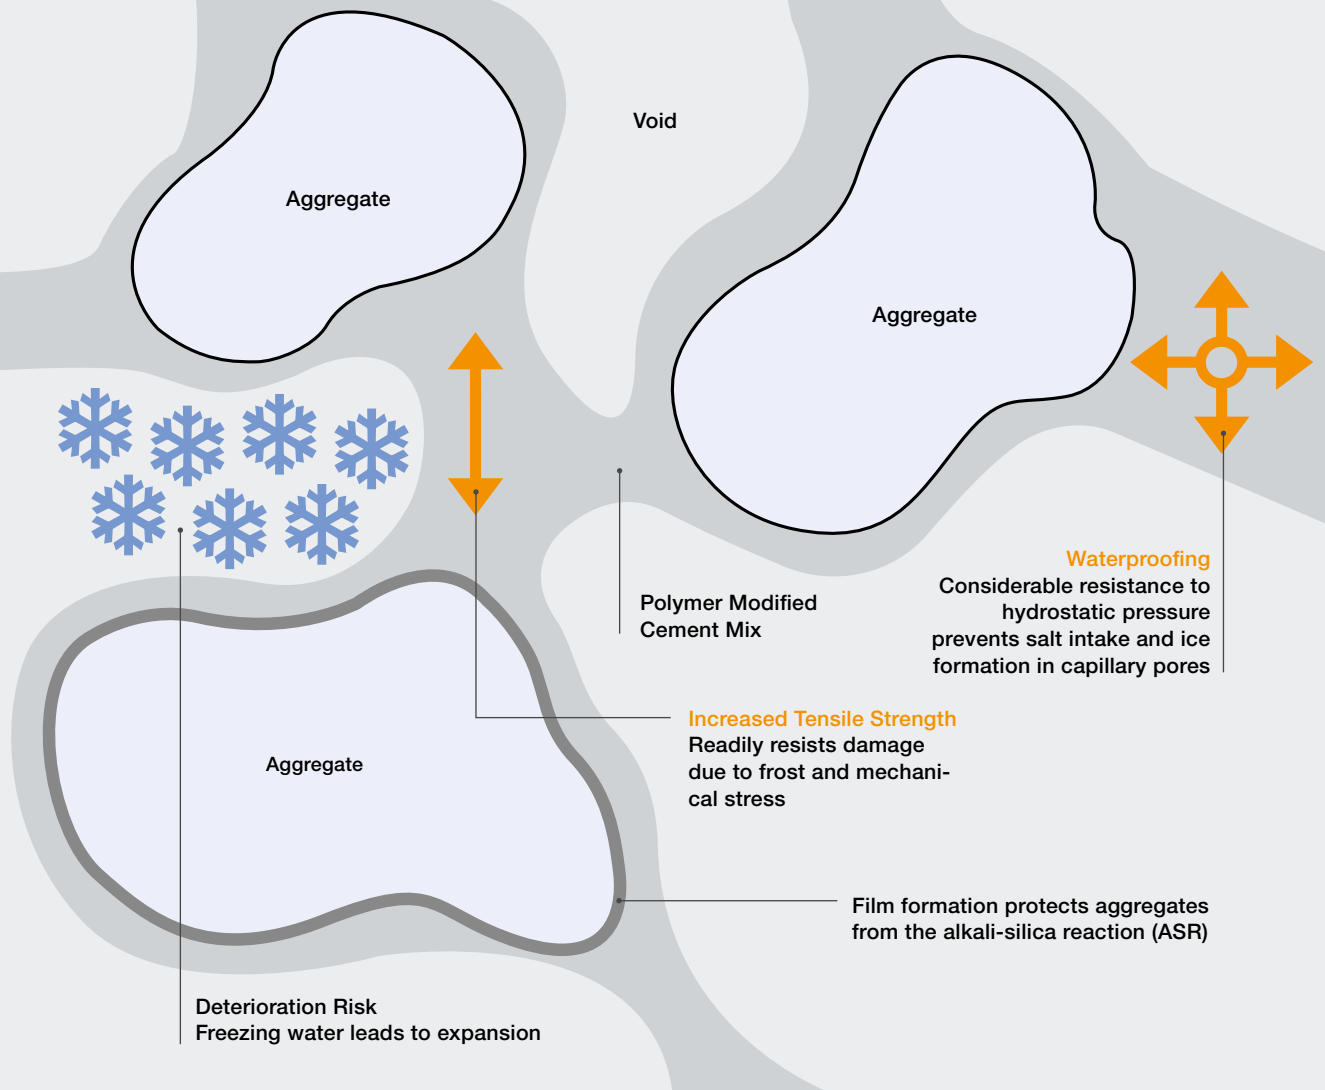 Void
Aggregate
Aggregate
Waterproofing
Considerable resistance to
hydrostatic pressure
prevents salt intake and ice
formation in capillary pores
Polymer Modified
Cement Mix
Increased Tensile Strength
Readily resists damage
due to frost and mechani-
cal stress
Aggregate
Film formation protects aggregates
from the alkali-silica reaction (ASR)
Deterioration Risk
Freezing water leads to expansion